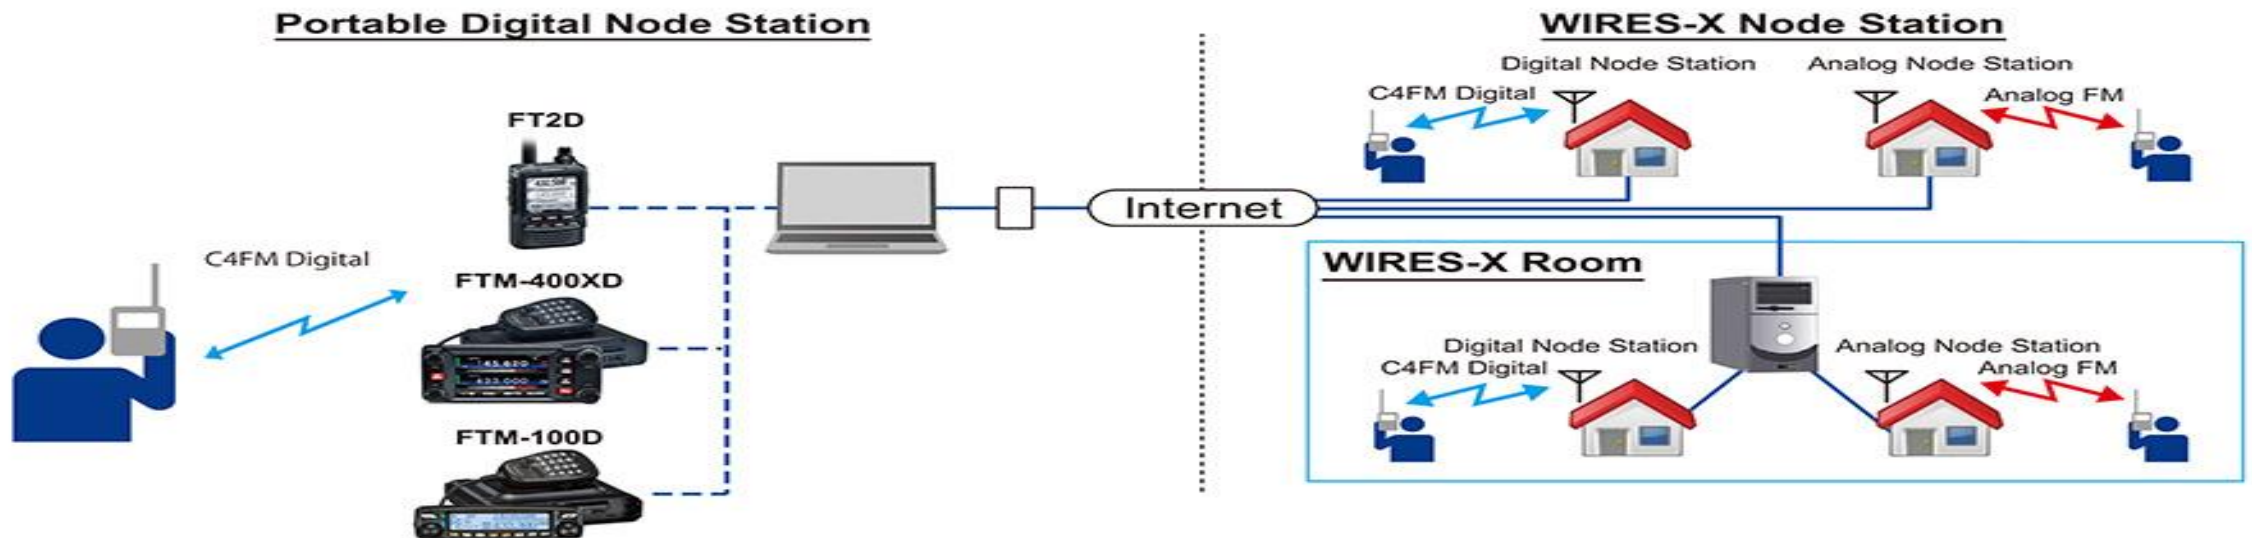 Portable Digital Node Station
FT2D
C4FM Digital
FTM-400XD
FTM-100D
Internet
WIRES-X Node Station
Digital Node Station
Analog Node Station
C4FM Digital
Analog FM
WIRES-X Room
Digital Node Station
Analog Node Station
C4FM Digital
Analog FM